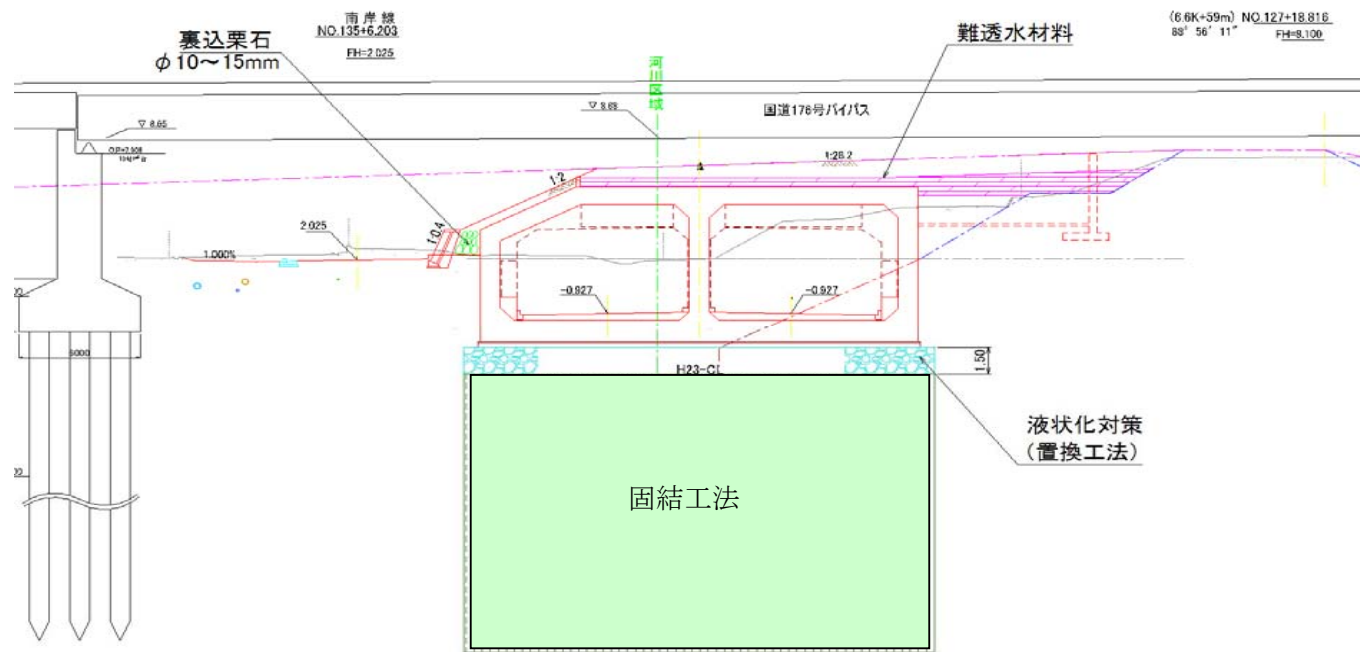 南岸線
NO.135+6.203
FH=2.025
裏込栗石
φ10～15mm
(6.6K+59m) NO.127+18.816
88° 56′ 11″
FH=8.100
難透水材料
河川区域
国道176号バイパス
▽ 8.68
▽ 8.65
1:28.2
1:2
1:0.4
2.025
1.000%
-0.927
-0.927
6000
H23-CL
1.50
液状化対策
（置換工法）
固結工法